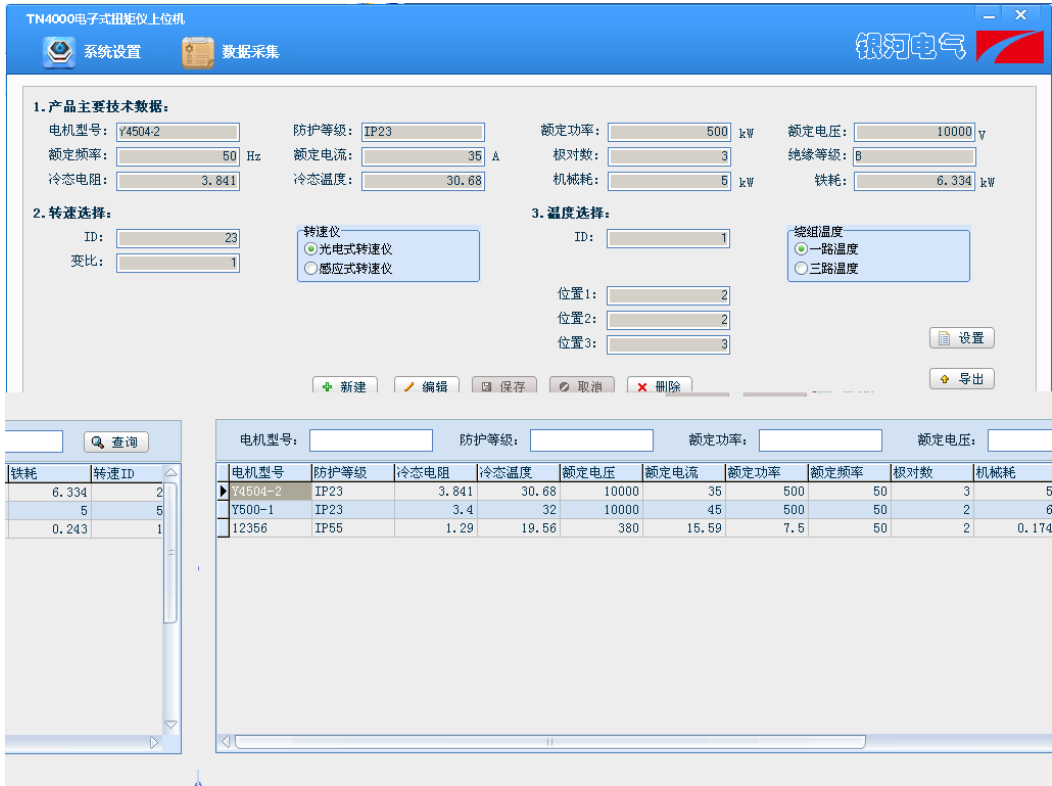 TN4000电子式扭矩仪上位机
系统设置 数据采集 银河电气
1.产品主要技术数据:
电机型号: Y4504-2 防护等级: IP23 额定功率: 500 kW 额定电压: 10000 V
额定频率: 50 Hz 额定电流: 35 A 极对数: 3 绝缘等级: B
冷态电阻: 3.841 冷态温度: 30.68 机械耗: 5 kW 铁耗: 6.334 kW
2.转速选择: 3.温度选择:
ID: 23 转速仪 ID: 1 绕组温度
光电式转速仪 一路温度
变比: 1 感应式转速仪 三路温度
位置1: 2
位置2: 2
位置3: 3 设置
新建 编辑 保存 取消 删除 导出
查询 电机型号: 防护等级: 额定功率: 额定电压:
铁耗 转速ID 电机型号 防护等级 冷态电阻 冷态温度 额定电压 额定电流 额定功率 额定频率 极对数 机械耗
6.334 2 Y4504-2 IP23 3.841 30.68 10000 35 500 50 3 5
5 5 Y500-1 IP23 3.4 32 10000 45 500 50 2 6
0.243 1 12356 IP55 1.29 19.56 380 15.59 7.5 50 2 0.174